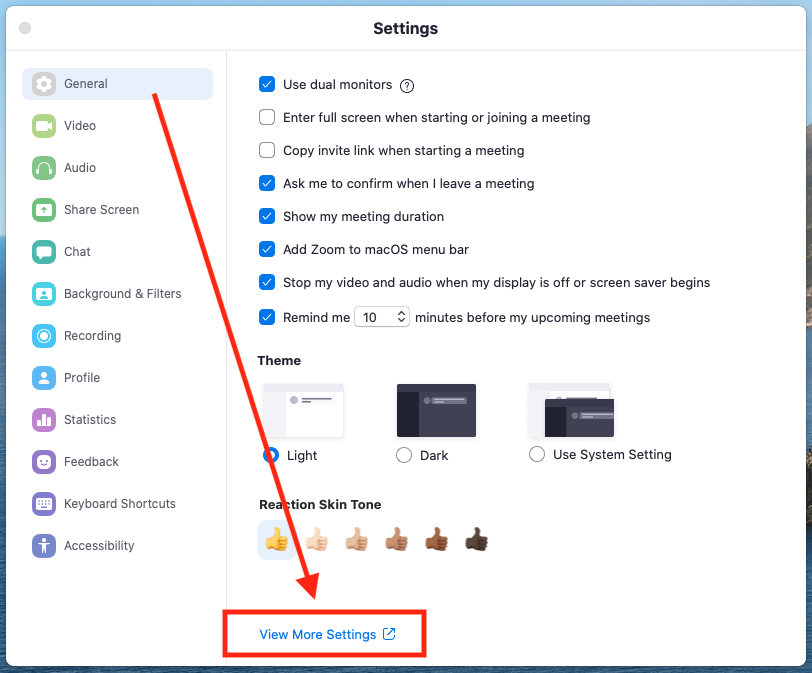 Settings
General
Video
Audio
Share Screen
Chat
Background & Filters
Recording
Profile
Statistics
Feedback
Keyboard Shortcuts
Accessibility
Use dual monitors ?
Enter full screen when starting or joining a meeting
Copy invite link when starting a meeting
Ask me to confirm when I leave a meeting
Show my meeting duration
Add Zoom to macOS menu bar
Stop my video and audio when my display is off or screen saver begins
Remind me 10 minutes before my upcoming meetings
Theme
Light Dark Use System Setting
Reaction Skin Tone
View More Settings